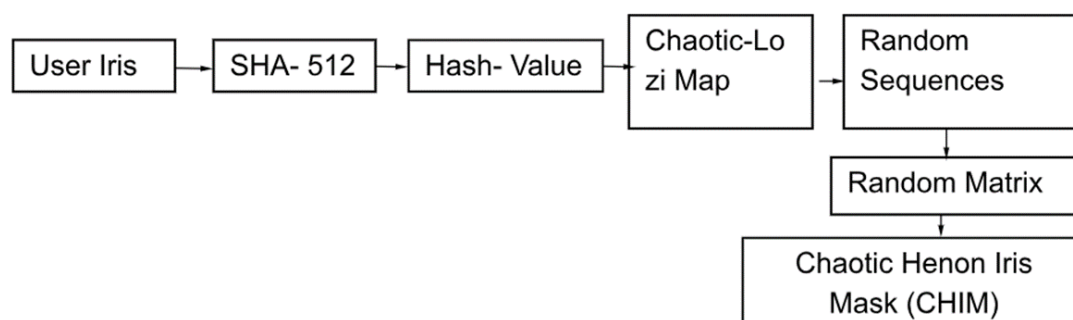 User Iris
SHA- 512
Hash- Value
Chaotic-Lo
zi Map
Random
Sequences
Random Matrix
Chaotic Henon Iris
Mask (CHIM)